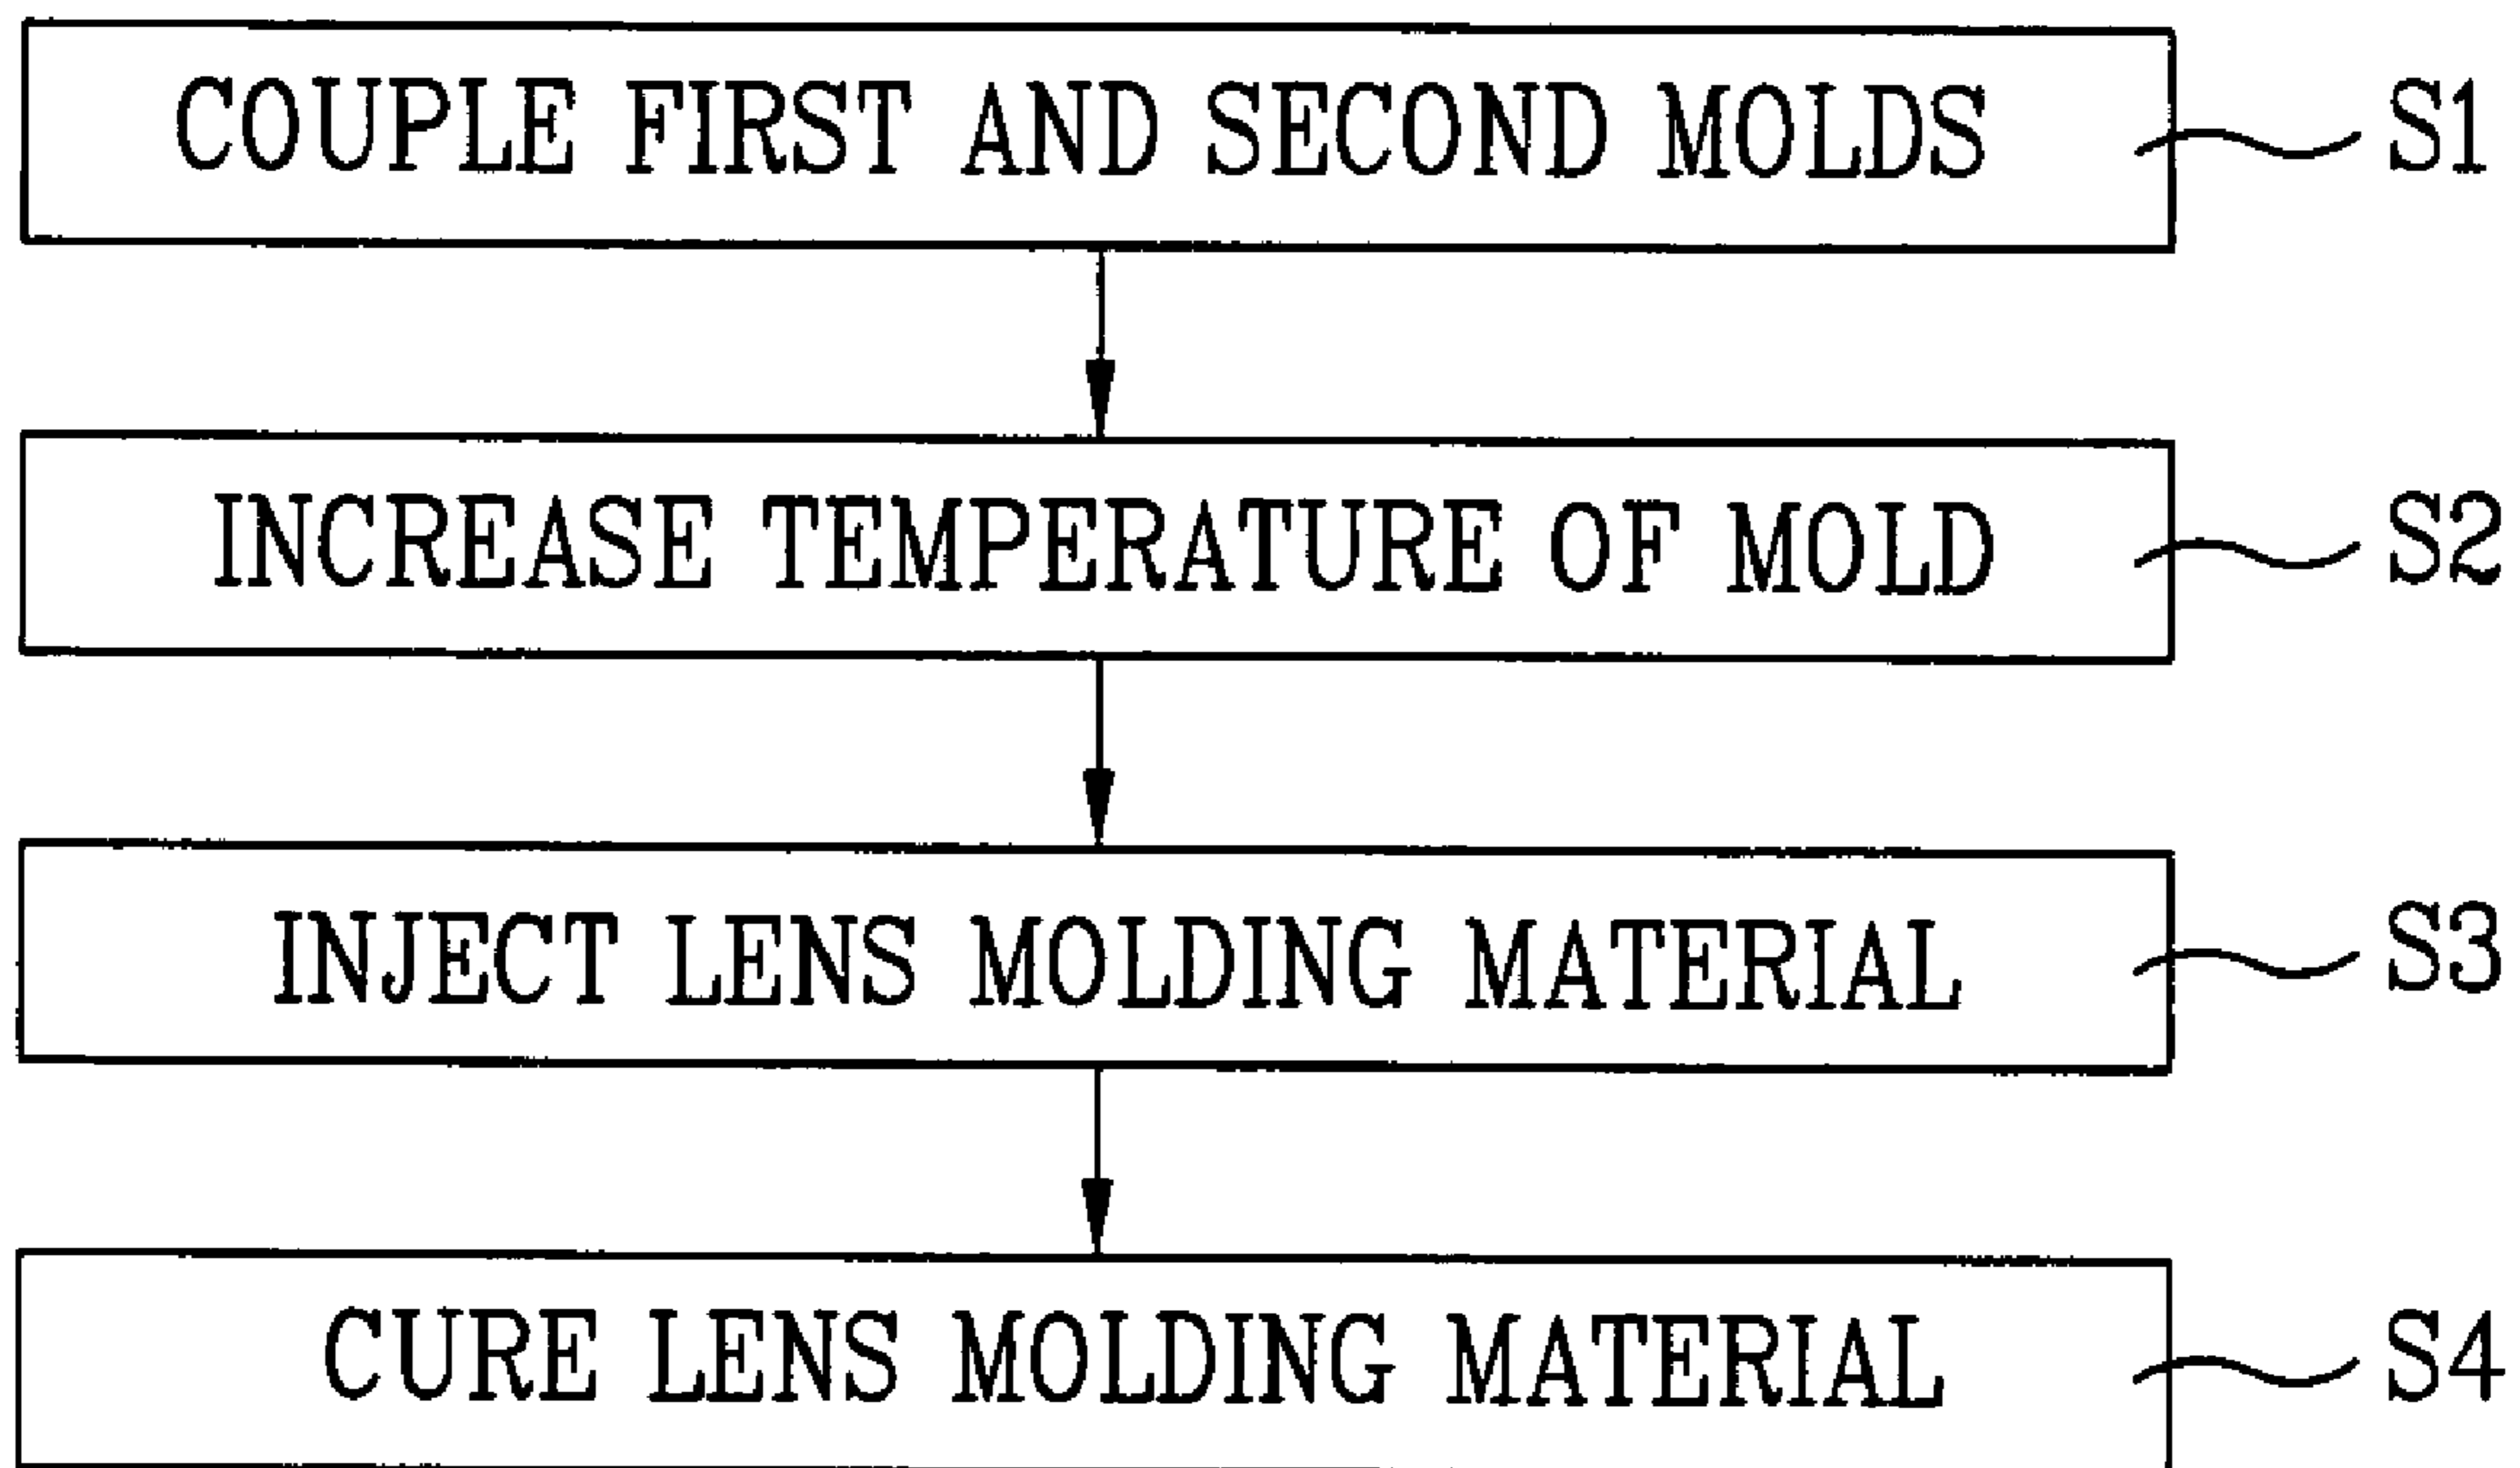 COUPLE FIRST AND SECOND MOLDS S1
INCREASE TEMPERATURE OF MOLD S2
INJECT LENS MOLDING MATERIAL S3
CURE LENS MOLDING MATERIAL S4